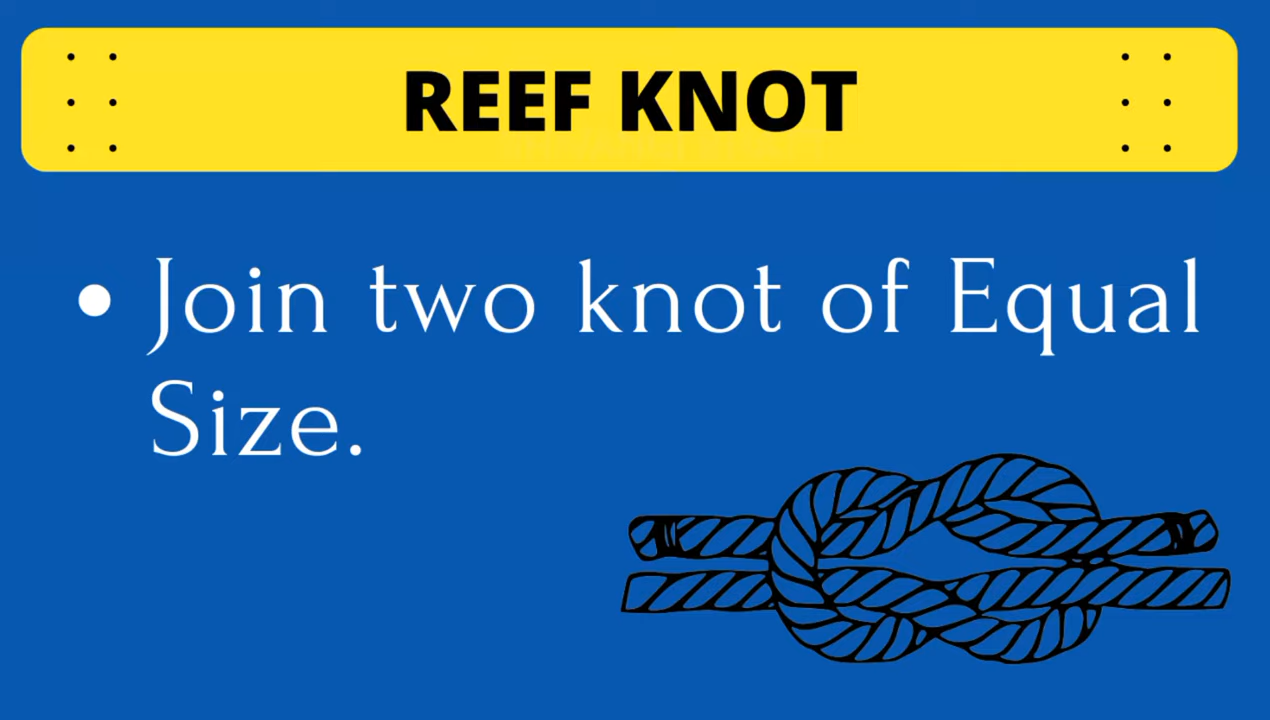 REEF KNOT
• Join two knot of Equal
Size.